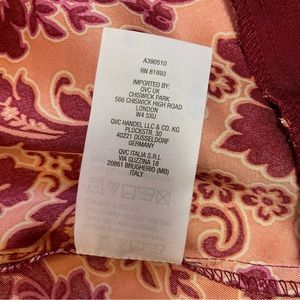 A390510
RN 81893
IMPORTED BY:
QVC UK
CHISWICK PARK
566 CHISWICK HIGH ROAD
LONDON
W4 5XU
QVC HANDEL LLC & CO. KG
PLOCKSTR. 30
40221 DUSSELDORF
GERMANY
QVC ITALIA S.R.L
VIA GUZZINA 18
20861 BRUGHERIO (MB)
ITALY